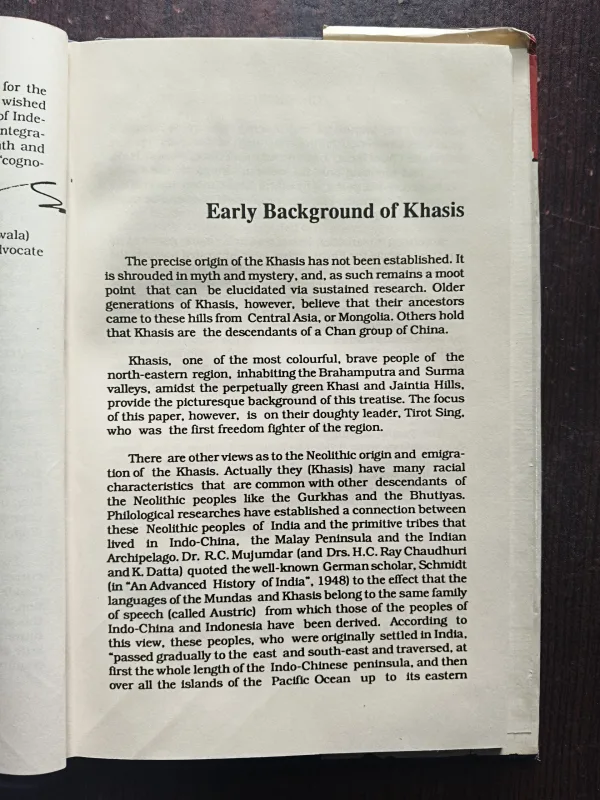 for the
wished
of Inde-
ntegra-
ath and
"cogno-
wala)
dvocate
Early Background of Khasis
The precise origin of the Khasis has not been established. It
is shrouded in myth and mystery, and, as such remains a moot
point that can be elucidated via sustained research. Older
generations of Khasis, however, believe that their ancestors
came to these hills from Central Asia, or Mongolia. Others hold
that Khasis are the descendants of a Chan group of China.
Khasis, one of the most colourful, brave people of the
north-eastern region, inhabiting the Brahamputra and Surma
valleys, amidst the perpetually green Khasi and Jaintia Hills,
provide the picturesque background of this treatise. The focus
of this paper, however, is on their doughty leader, Tirot Sing,
who was the first freedom fighter of the region.
There are other views as to the Neolithic origin and emigra-
tion of the Khasis. Actually they (Khasis) have many racial
characteristics that are common with other descendants of
the Neolithic peoples like the Gurkhas and the Bhutiyas.
Philological researches have established a connection between
these Neolithic peoples of India and the primitive tribes that
lived in Indo-China, the Malay Peninsula and the Indian
Archipelago. Dr. R.C. Mujumdar (and Drs. H.C. Ray Chaudhuri
and K. Datta) quoted the well-known German scholar, Schmidt
(in "An Advanced History of India", 1948) to the effect that the
languages of the Mundas and Khasis belong to the same family
of speech (called Austric) from which those of the peoples of
Indo-China and Indonesia have been derived. According to
this view, these peoples, who were originally settled in India,
"passed gradually to the east and south-east and traversed, at
first the whole length of the Indo-Chinese peninsula, and then
over all the islands of the Pacific Ocean up to its eastern